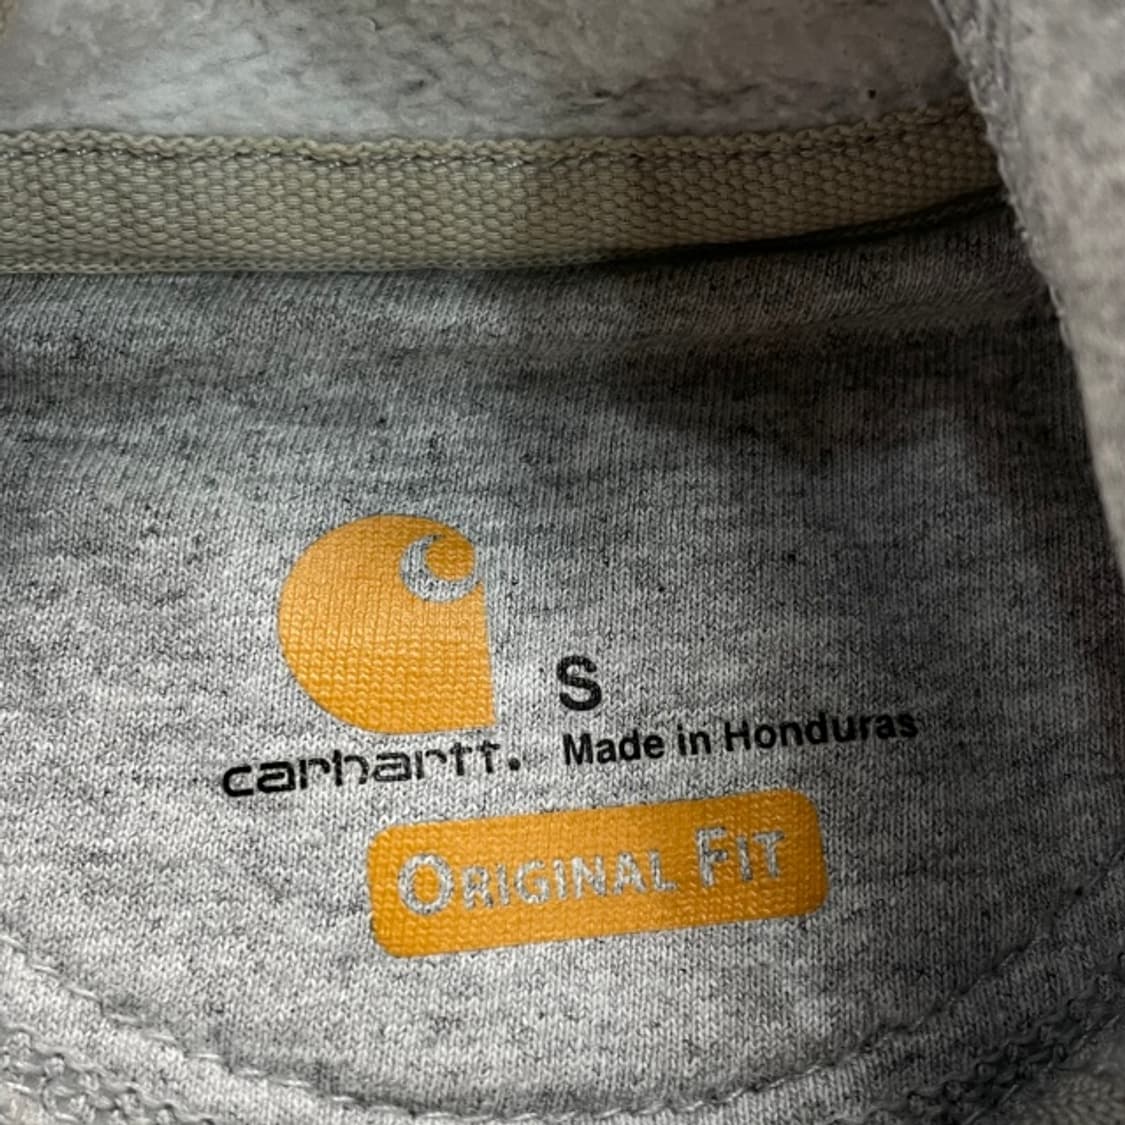 S
carhartt. Made in Honduras
ORIGINAL FIT